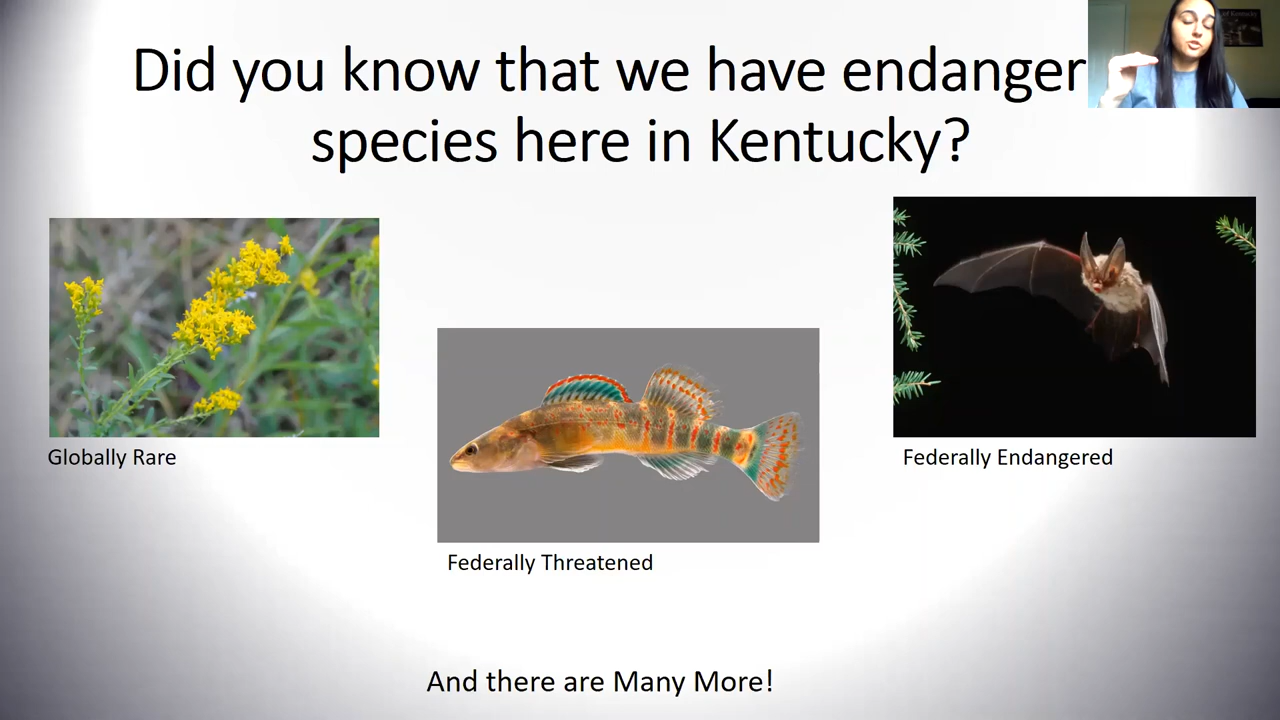 Did you know that we have endanger
species here in Kentucky?
Globally Rare
Federally Threatened
Federally Endangered
And there are Many More!